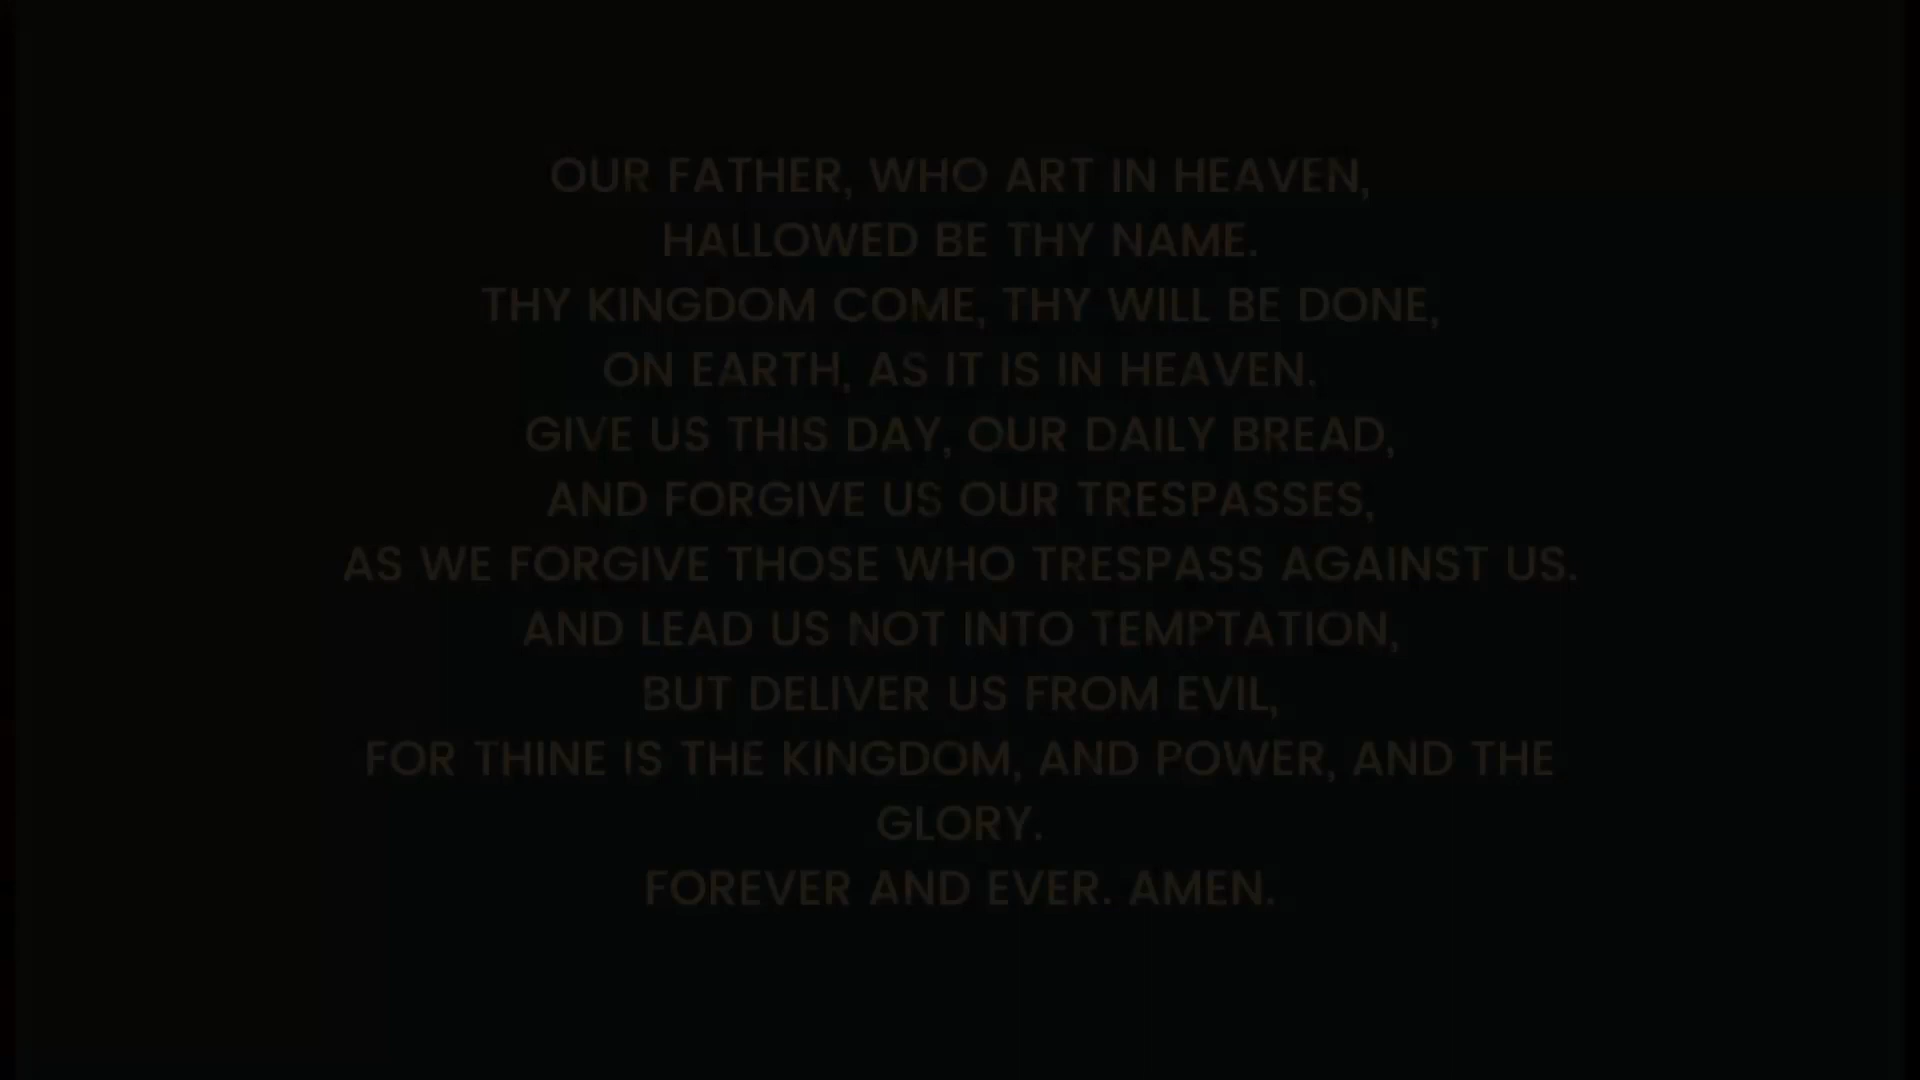 OUR FATHER, WHO ART IN HEAVEN,
HALLOWED BE THY NAME.
THY KINGDOM COME, THY WILL BE DONE,
ON EARTH, AS IT IS IN HEAVEN.
GIVE US THIS DAY, OUR DAILY BREAD,
AND FORGIVE US OUR TRESPASSES,
AS WE FORGIVE THOSE WHO TRESPASS AGAINST US.
AND LEAD US NOT INTO TEMPTATION,
BUT DELIVER US FROM EVIL,
FOR THINE IS THE KINGDOM, AND POWER, AND THE
GLORY.
FOREVER AND EVER. AMEN.